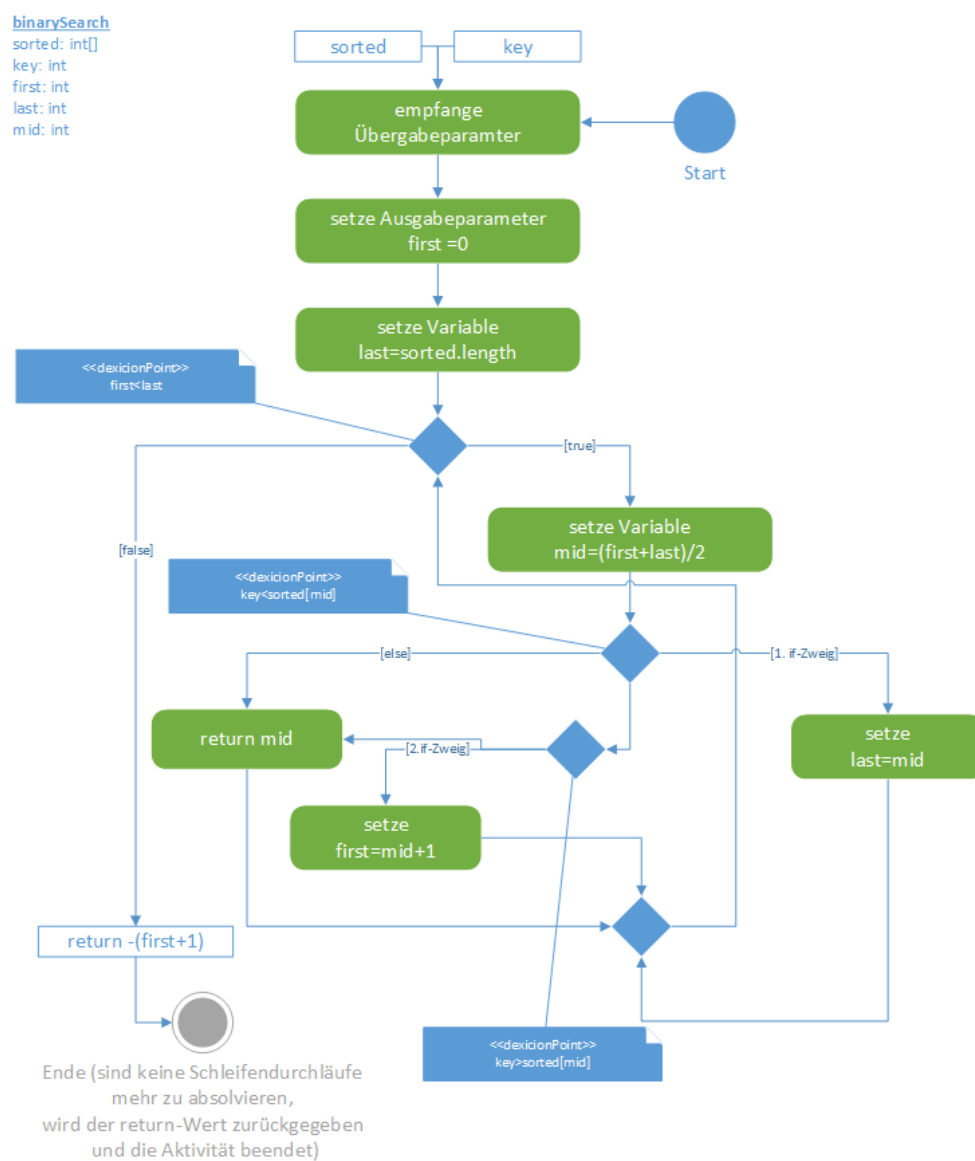 binarySearch
sorted: int[]
key: int
first: int
last: int
mid: int
sorted
key
empfange
Übergabeparamter
Start
setze Ausgabeparameter
first =0
setze Variable
last=sorted.length
<<dexicionPoint>>
first<last
[true]
setze Variable
mid=(first+last)/2
[false]
<<dexicionPoint>>
key<sorted[mid]
[else]
[1. if-Zweig]
return mid
[2.if-Zweig]
setze
last=mid
setze
first=mid+1
return -(first+1)
<<dexicionPoint>>
key>sorted[mid]
Ende (sind keine Schleifendurchläufe
mehr zu absolvieren,
wird der return-Wert zurückgegeben
und die Aktivität beendet)